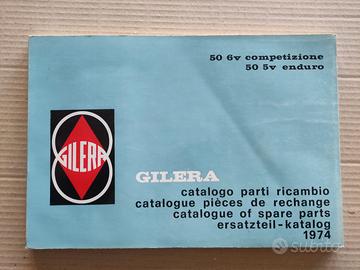 50 6v competizione
50 5v enduro
GILERA
GILERA
catalogo parti ricambio
catalogue pièces de rechange
catalogue of spare parts
ersatzteil-katalog
1974
subito